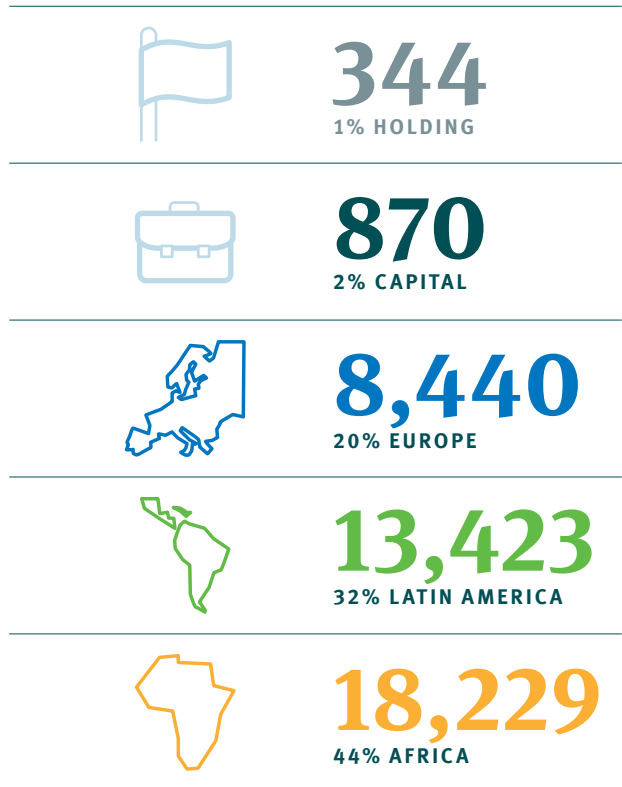 344
1% HOLDING
870
2% CAPITAL
8,440
20% EUROPE
13,423
32% LATIN AMERICA
18,229
44% AFRICA